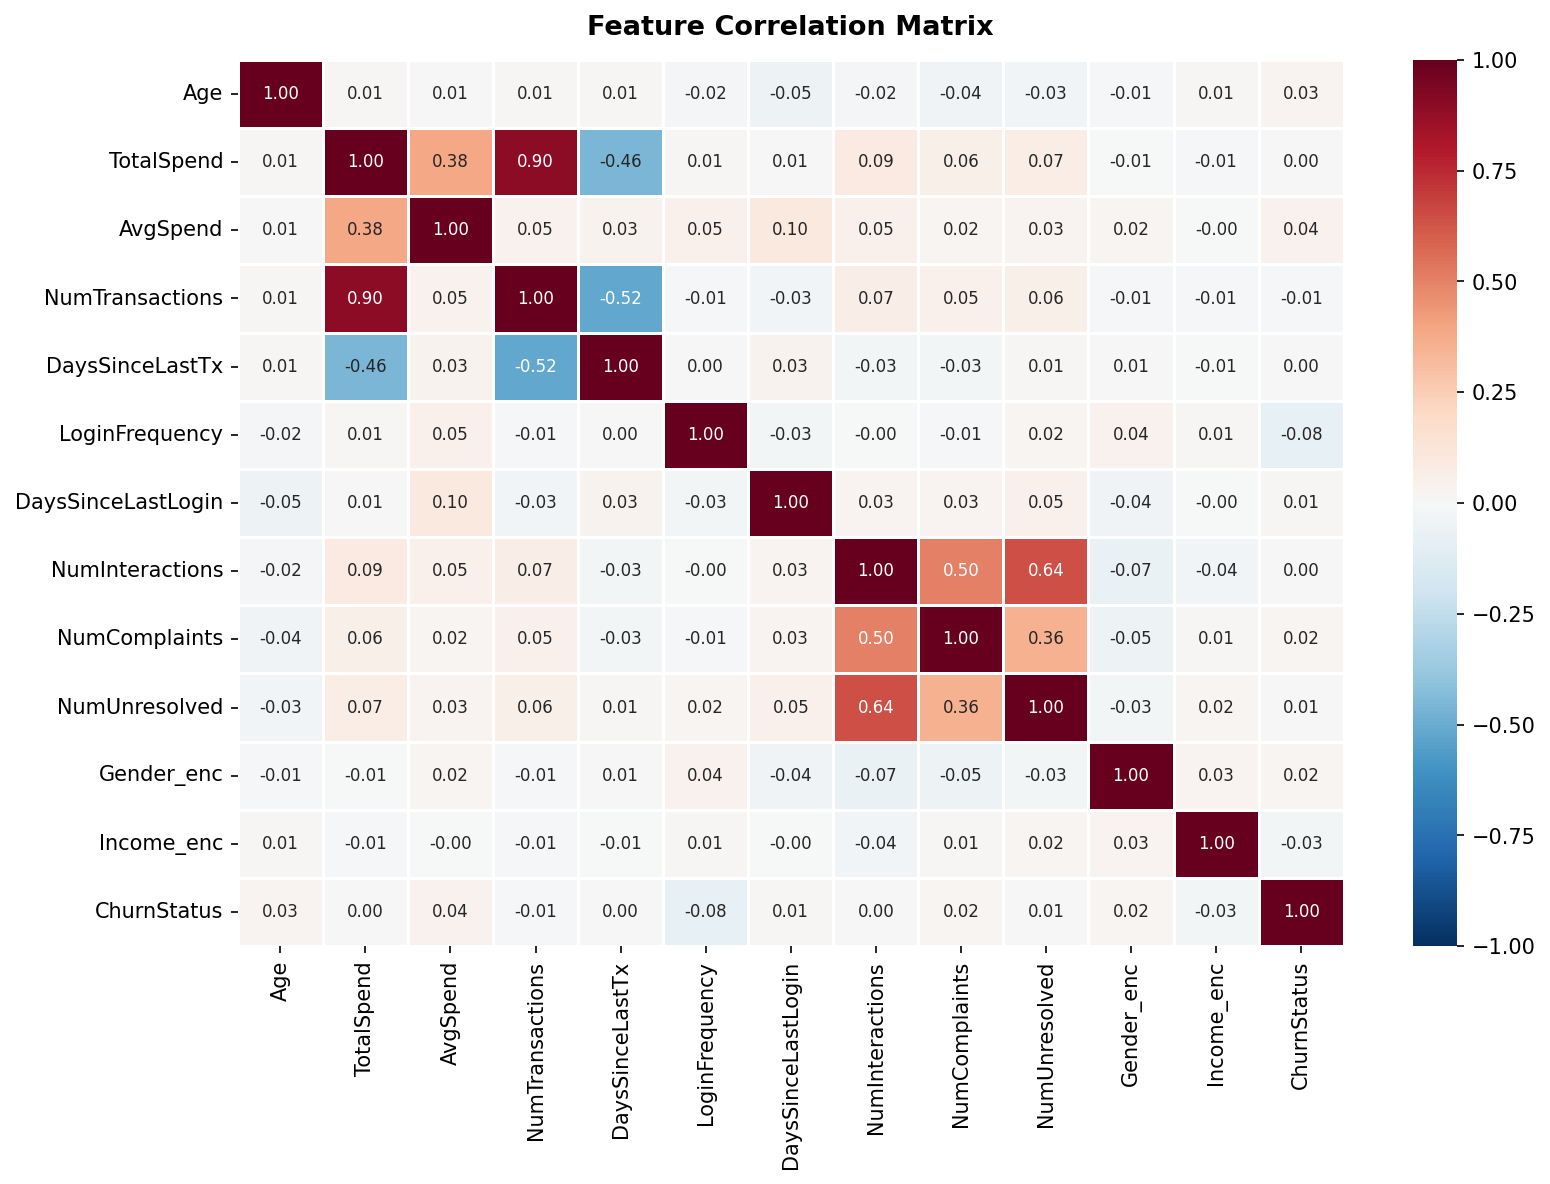 Feature Correlation Matrix
Age 1.00 0.01 0.01 0.01 0.01 -0.02 -0.05 -0.02 -0.04 -0.03 -0.01 0.01 0.03
TotalSpend 0.01 1.00 0.38 0.90 -0.46 0.01 0.01 0.09 0.06 0.07 -0.01 -0.01 0.00
AvgSpend 0.01 0.38 1.00 0.05 0.03 0.05 0.10 0.05 0.02 0.03 0.02 -0.00 0.04
NumTransactions 0.01 0.90 0.05 1.00 -0.52 -0.01 -0.03 0.07 0.05 0.06 -0.01 -0.01 -0.01
DaysSinceLastTx 0.01 -0.46 0.03 -0.52 1.00 0.00 0.03 -0.03 -0.03 0.01 0.01 -0.01 0.00
LoginFrequency -0.02 0.01 0.05 -0.01 0.00 1.00 -0.03 -0.00 -0.01 0.02 0.04 0.01 -0.08
DaysSinceLastLogin -0.05 0.01 0.10 -0.03 0.03 -0.03 1.00 0.03 0.03 0.05 -0.04 -0.00 0.01
NumInteractions -0.02 0.09 0.05 0.07 -0.03 -0.00 0.03 1.00 0.50 0.64 -0.07 -0.04 0.00
NumComplaints -0.04 0.06 0.02 0.05 -0.03 -0.01 0.03 0.50 1.00 0.36 -0.05 0.01 0.02
NumUnresolved -0.03 0.07 0.03 0.06 0.01 0.02 0.05 0.64 0.36 1.00 -0.03 0.02 0.01
Gender_enc -0.01 -0.01 0.02 -0.01 0.01 0.04 -0.04 -0.07 -0.05 -0.03 1.00 0.03 0.02
Income_enc 0.01 -0.01 -0.00 -0.01 -0.01 0.01 -0.00 -0.04 0.01 0.02 0.03 1.00 -0.03
ChurnStatus 0.03 0.00 0.04 -0.01 0.00 -0.08 0.01 0.00 0.02 0.01 0.02 -0.03 1.00
Age
TotalSpend
AvgSpend
NumTransactions
DaysSinceLastTx
LoginFrequency
DaysSinceLastLogin
NumInteractions
NumComplaints
NumUnresolved
Gender_enc
Income_enc
ChurnStatus
1.00
0.75
0.50
0.25
0.00
−0.25
−0.50
−0.75
−1.00